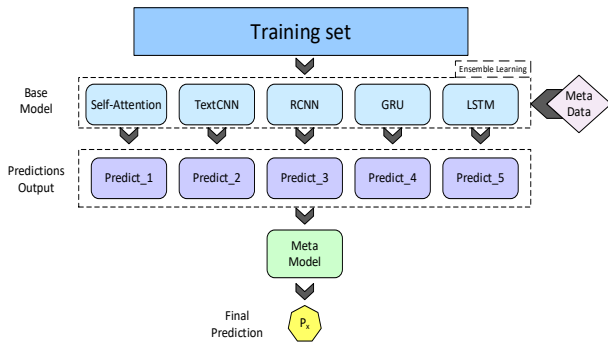 Training set
Ensemble Learning
Base
Model
Self-Attention
TextCNN
RCNN
GRU
LSTM
Meta
Data
Predictions
Output
Predict_1
Predict_2
Predict_3
Predict_4
Predict_5
Meta
Model
Final
Prediction
Px